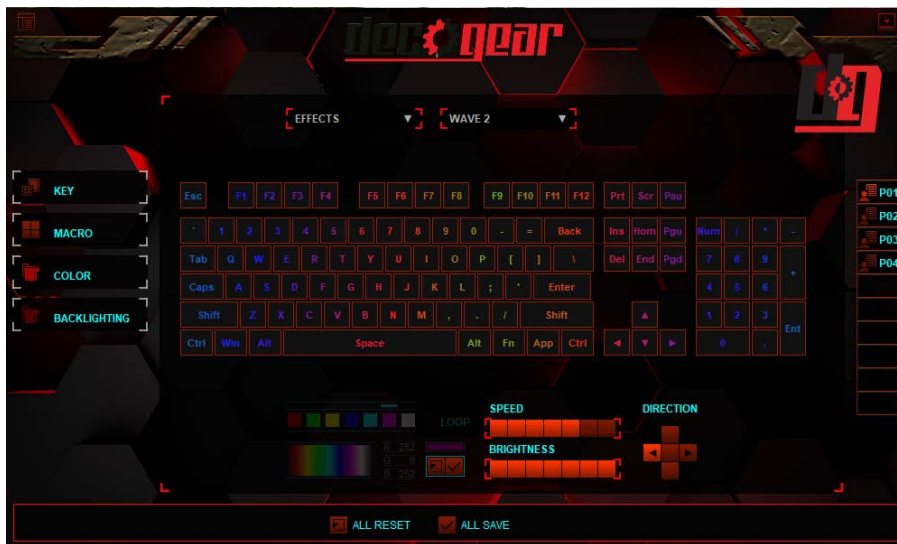 decogear
dg
EFFECTS ▼ WAVE 2 ▼
KEY
MACRO
COLOR
BACKLIGHTING
Esc F1 F2 F3 F4 F5 F6 F7 F8 F9 F10 F11 F12 Prt Scr Pau
` 1 2 3 4 5 6 7 8 9 0 - = Back Ins Hom Pgu Num / * -
Tab Q W E R T Y U I O P [ ] \ Del End Pgd 7 8 9 +
Caps A S D F G H J K L ; ' Enter 4 5 6
Shift Z X C V B N M , . / Shift ▲ 1 2 3 Ent
Ctrl Win Alt Space Alt Fn App Ctrl ◄ ▼ ► 0 .
P01
P02
P03
P04
LOOP
R 252
G 0
B 252
SPEED
BRIGHTNESS
DIRECTION
ALL RESET ALL SAVE